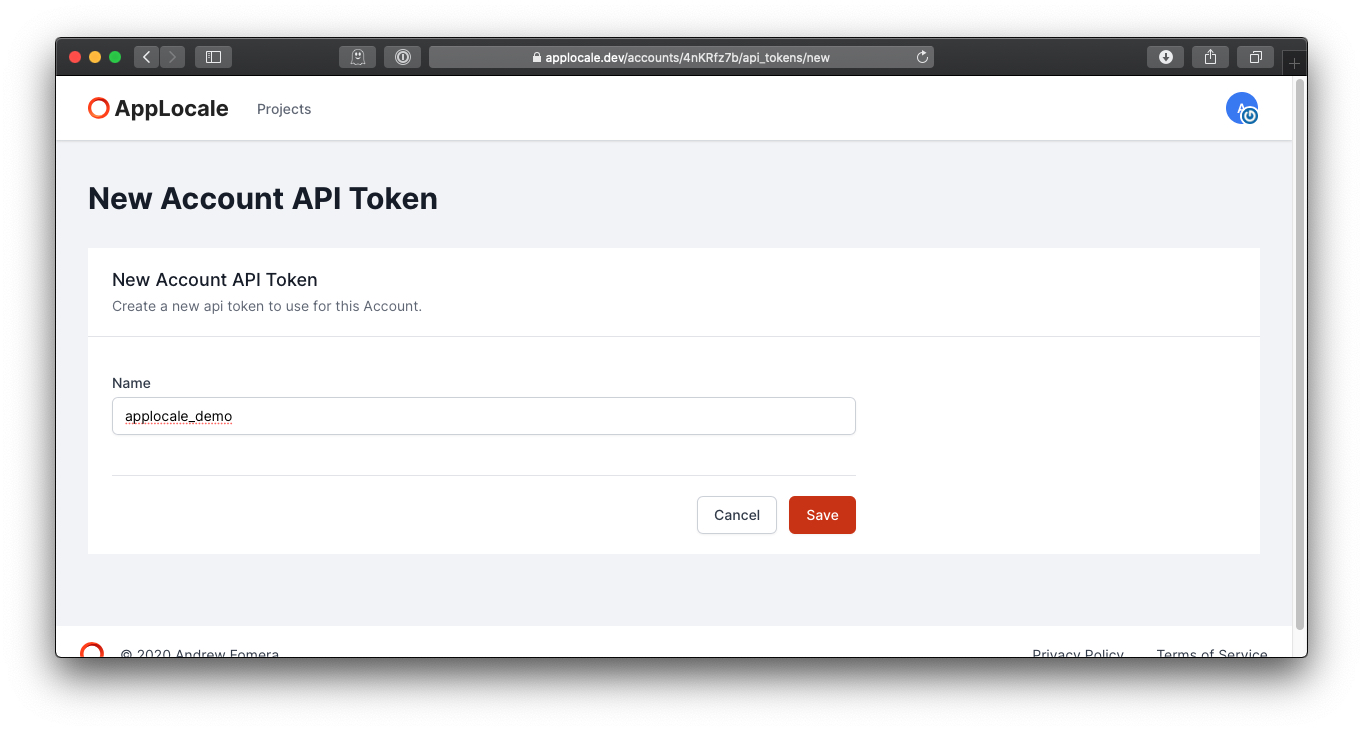 applocale.dev/accounts/4nKRfz7b/api_tokens/new
AppLocale
Projects
A
New Account API Token
New Account API Token
Create a new api token to use for this Account.
Name
applocale_demo
Cancel
Save
© 2020 Andrew Fomera
Privacy Policy
Terms of Service